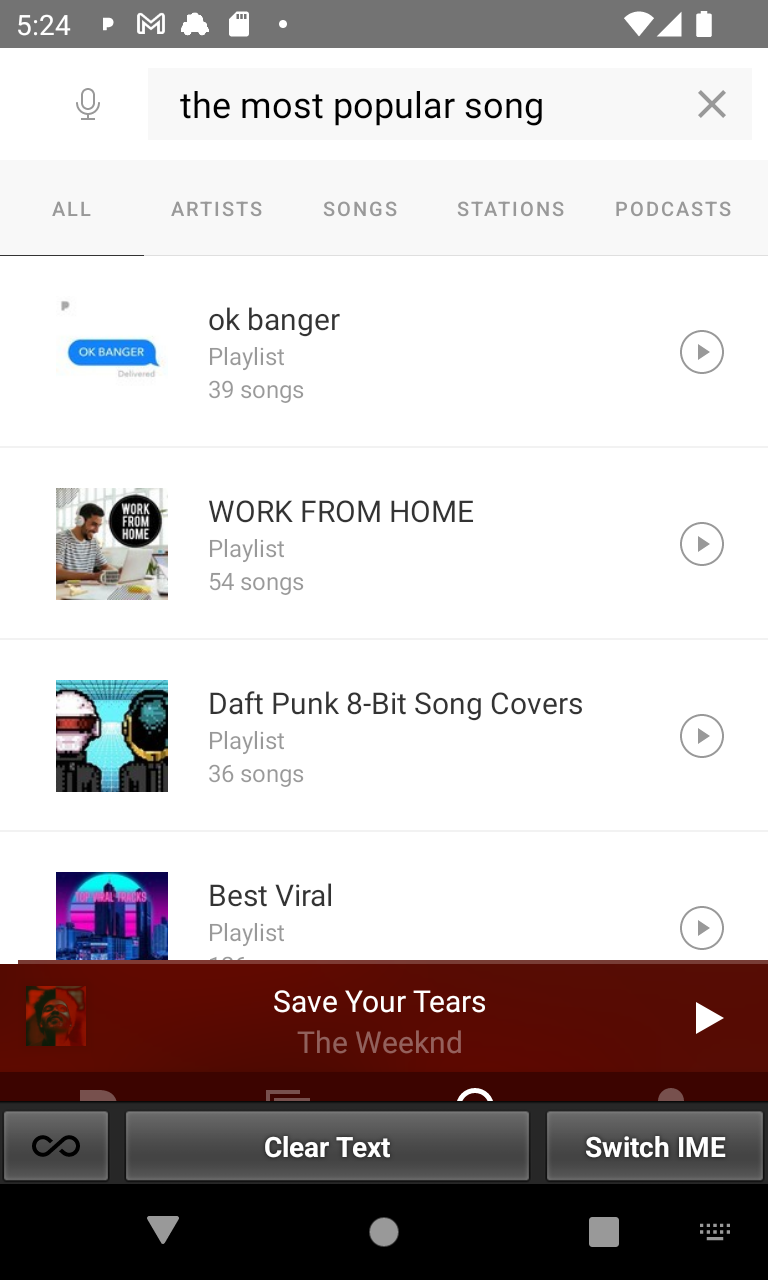 5:24
the most popular song
ALL ARTISTS SONGS STATIONS PODCASTS
OK BANGER
Delivered
ok banger
Playlist
39 songs
WORK
FROM
HOME
WORK FROM HOME
Playlist
54 songs
Daft Punk 8-Bit Song Covers
Playlist
36 songs
TOP VIRAL TRACKS
Best Viral
Playlist
Save Your Tears
The Weeknd
Clear Text
Switch IME